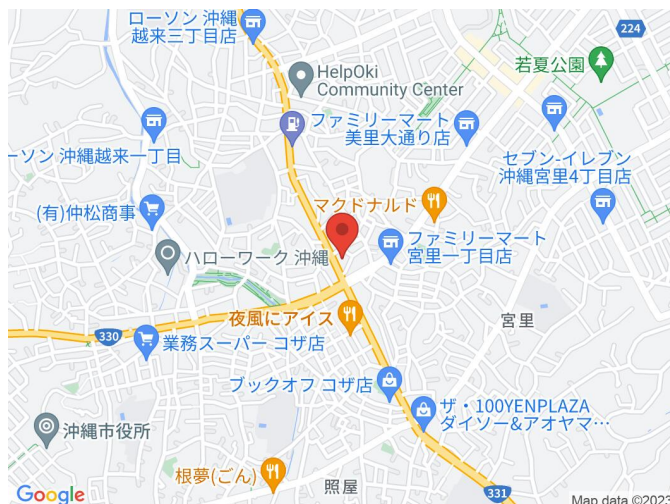 ローソン 沖縄
越来三丁目店
224
若夏公園
HelpOki
Community Center
ファミリーマート
美里大通り店
ーソン 沖縄越来一丁目
セブン-イレブン
沖縄宮里4丁目店
(有)仲松商事
マクドナルド
ハローワーク 沖縄
ファミリーマート
宮里一丁目店
夜風にアイス
宮里
330
業務スーパー コザ店
ブックオフ コザ店
ザ・100YENPLAZA
ダイソー&アオヤマ…
沖縄市役所
根夢(ごん)
照屋
331
Google
Map data ©2023